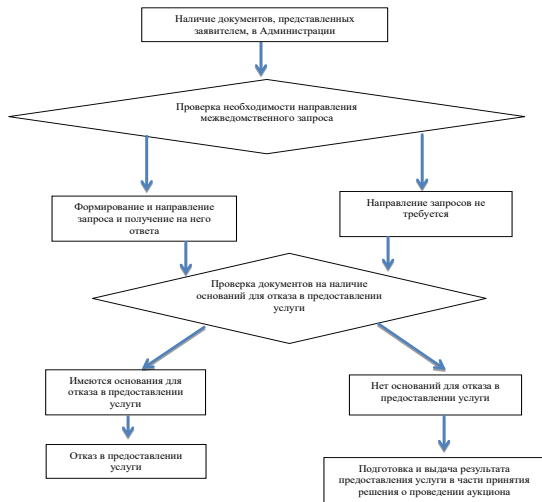 Наличие документов, представленных
заявителем, в Администрации
Проверка необходимости направления
межведомственного запроса
Формирование и направление
запроса и получение на него
ответа
Направление запросов не
требуется
Проверка документов на наличие
оснований для отказа в предоставлении
услуги
Имеются основания для
отказа в предоставлении
услуги
Нет оснований для отказа в
предоставлении услуги
Отказ в предоставлении
услуги
Подготовка и выдача результата
предоставления услуги в части принятия
решения о проведении аукциона